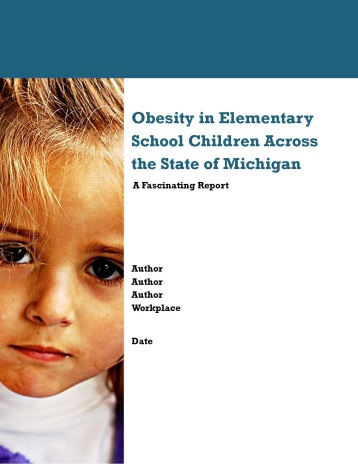 Obesity in Elementary
School Children Across
the State of Michigan
A Fascinating Report
Author
Author
Author
Workplace
Date